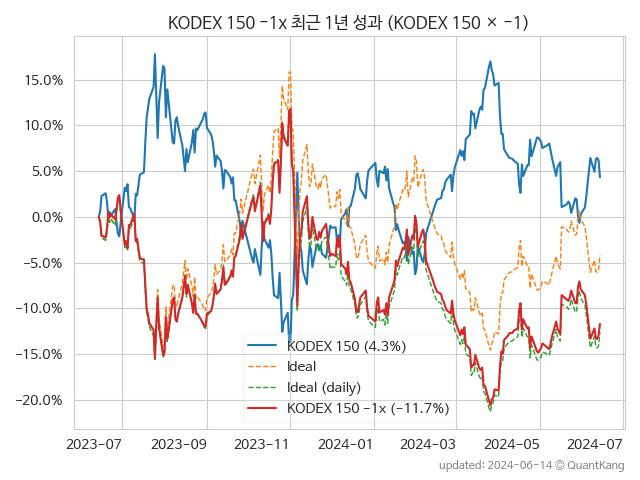 KODEX 150 −1x 최근 1년 성과 (KODEX 150 × −1)
15.0%
10.0%
5.0%
0.0%
−5.0%
−10.0%
−15.0%
−20.0%
KODEX 150 (4.3%)
Ideal
Ideal (daily)
KODEX 150 −1x (−11.7%)
2023-07
2023-09
2023-11
2024-01
2024-03
2024-05
2024-07
updated: 2024-06-14 © QuantKang